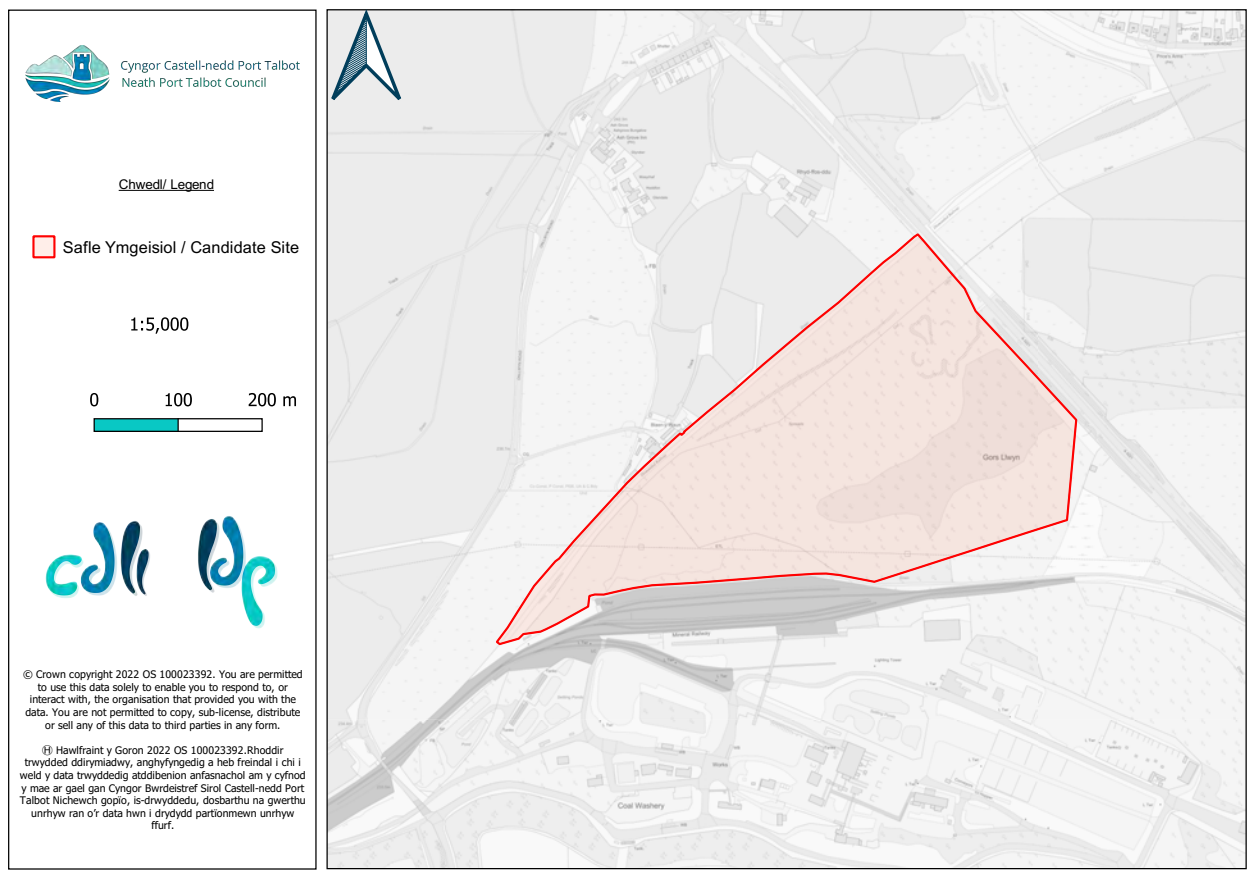 Cyngor Castell-nedd Port Talbot
Neath Port Talbot Council
Chwedl/ Legend
Safle Ymgeisiol / Candidate Site
1:5,000
0 100 200 m
cdll ldp
© Crown copyright 2022 OS 100023392. You are permitted
to use this data solely to enable you to respond to, or
interact with, the organisation that provided you with the
data. You are not permitted to copy, sub-license, distribute
or sell any of this data to third parties in any form.
Ⓗ Hawlfraint y Goron 2022 OS 100023392.Rhoddir
trwydded ddirymiadwy, anghyfyngedig a heb freindal i chi i
weld y data trwyddedig atddibenion anfasnachol am y cyfnod
y mae ar gael gan Cyngor Bwrdeistref Sirol Castell-nedd Port
Talbot Nichewch gopïo, is-drwyddedu, dosbarthu na gwerthu
unrhyw ran o'r data hwn i drydydd partïonmewn unrhyw
ffurf.
Gors Llwyn
Mineral Railway
Lighting Tower
Works
Coal Washery